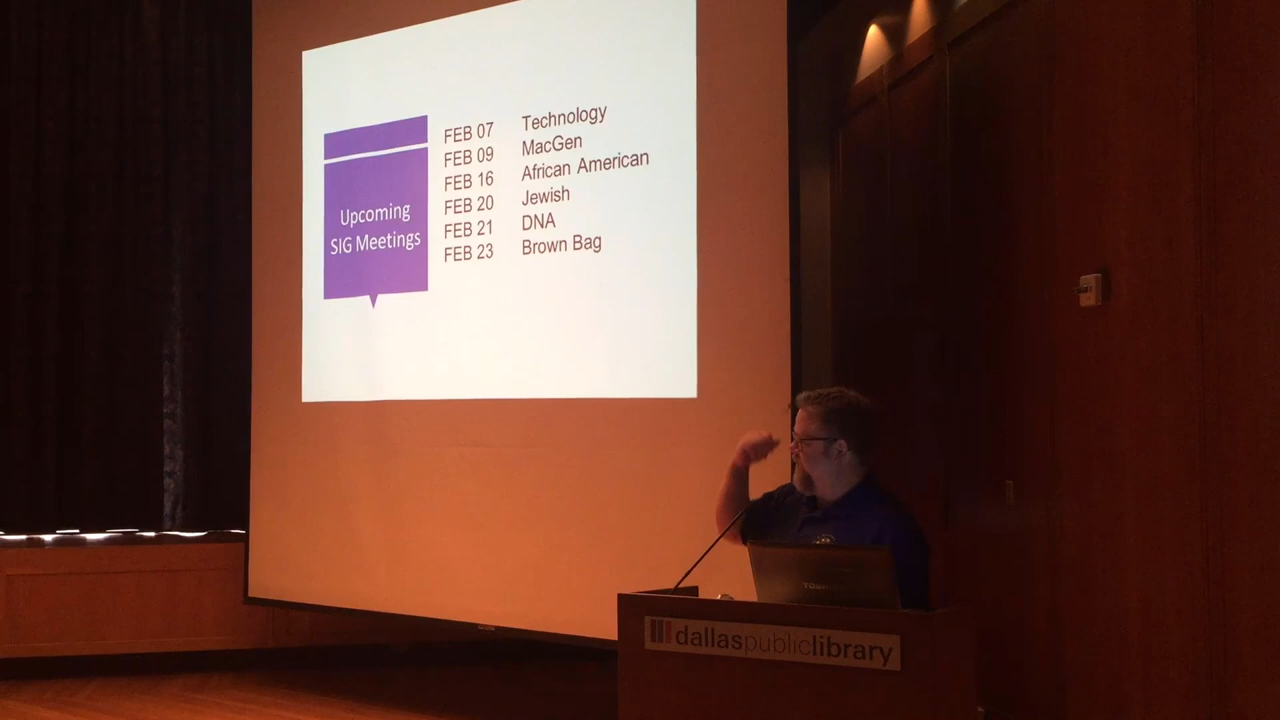 Upcoming
SIG Meetings
FEB 07 Technology
FEB 09 MacGen
FEB 16 African American
FEB 20 Jewish
FEB 21 DNA
FEB 23 Brown Bag
TOSHIBA
dallaspubliclibrary